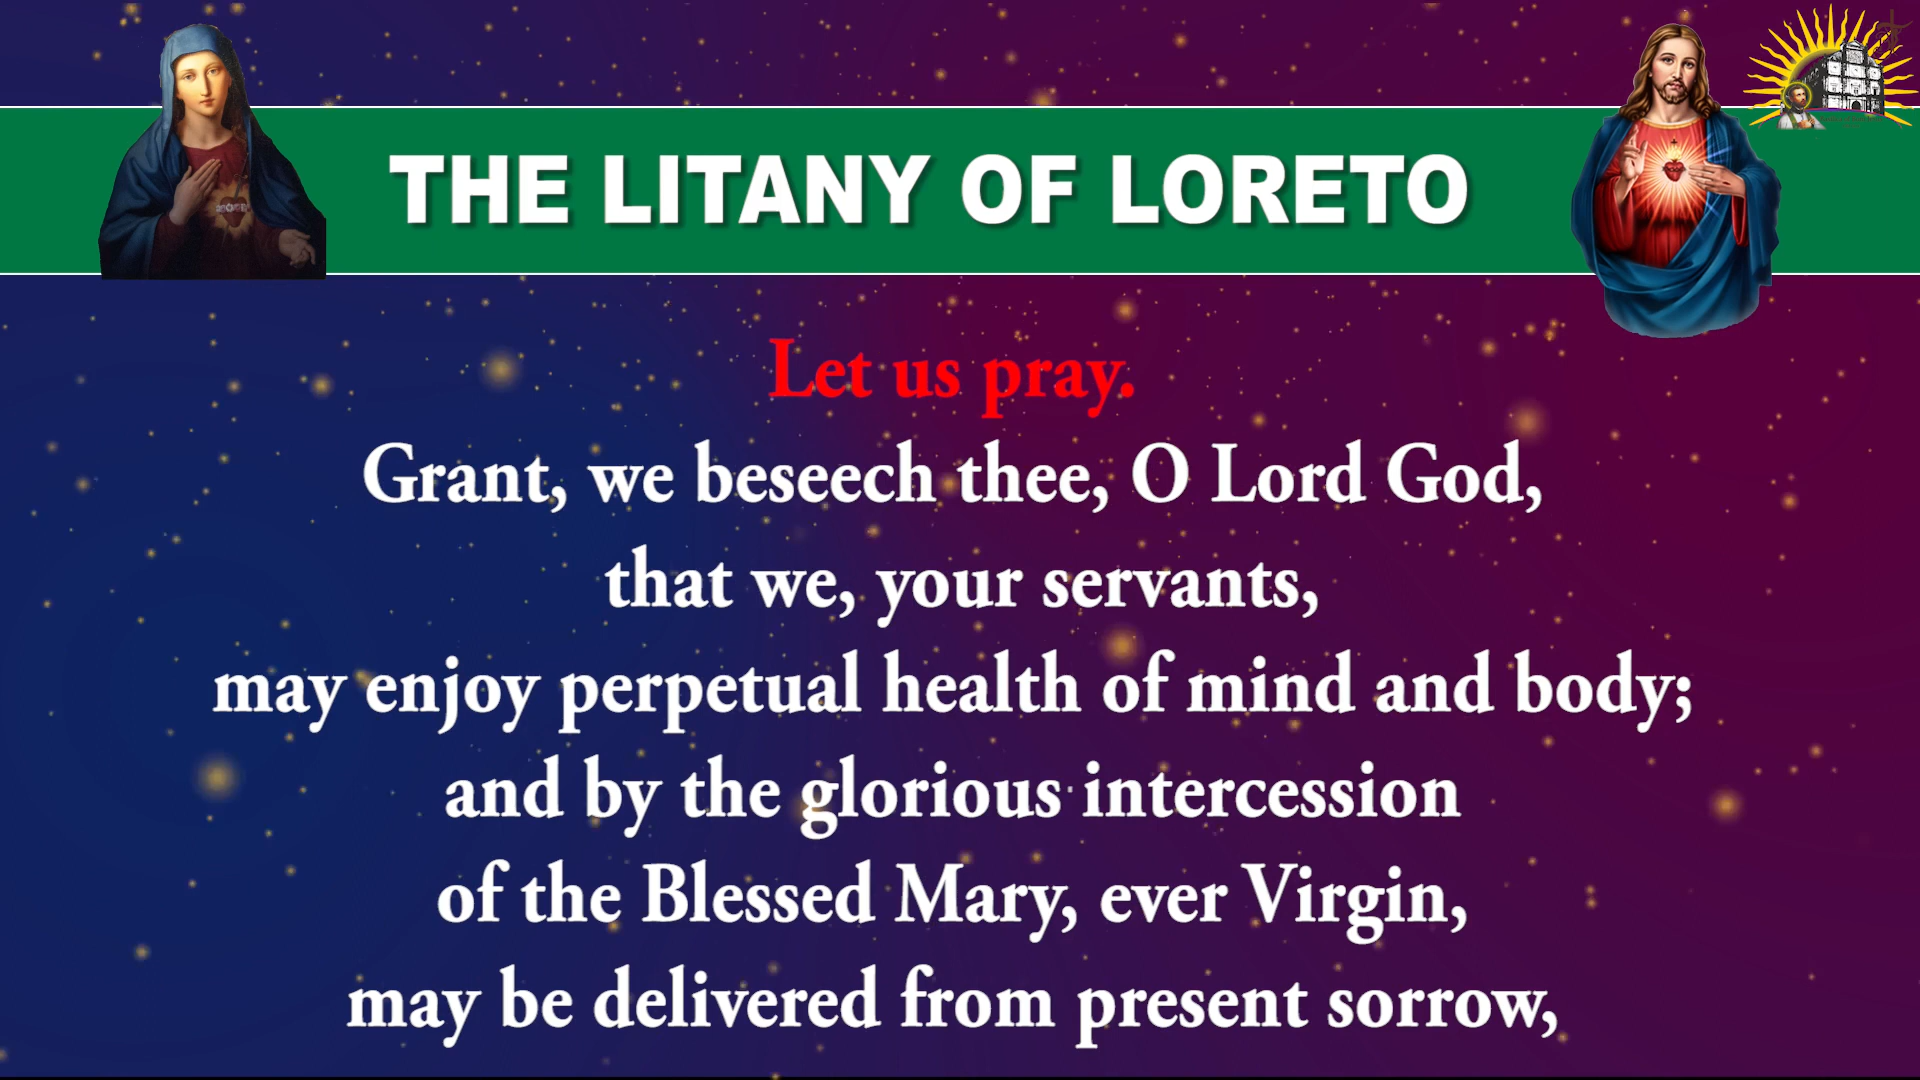 THE LITANY OF LORETO
Let us pray.
Grant, we beseech thee, O Lord God,
that we, your servants,
may enjoy perpetual health of mind and body;
and by the glorious intercession
of the Blessed Mary, ever Virgin,
may be delivered from present sorrow,